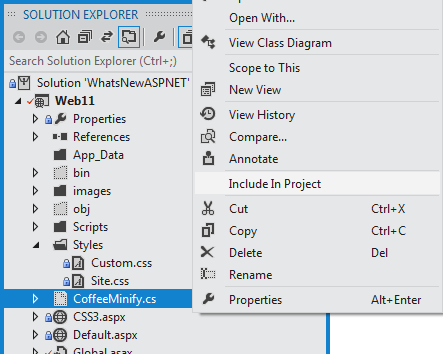 SOLUTION EXPLORER
Search Solution Explorer (Ctrl+;)
Solution 'WhatsNewASPNET'
Web11
Properties
References
App_Data
bin
images
obj
Scripts
Styles
Custom.css
Site.css
CoffeeMinify.cs
CSS3.aspx
Default.aspx
Global.asax
Open With...
View Class Diagram
Scope to This
New View
View History
Compare...
Annotate
Include In Project
Cut Ctrl+X
Copy Ctrl+C
Delete Del
Rename
Properties Alt+Enter